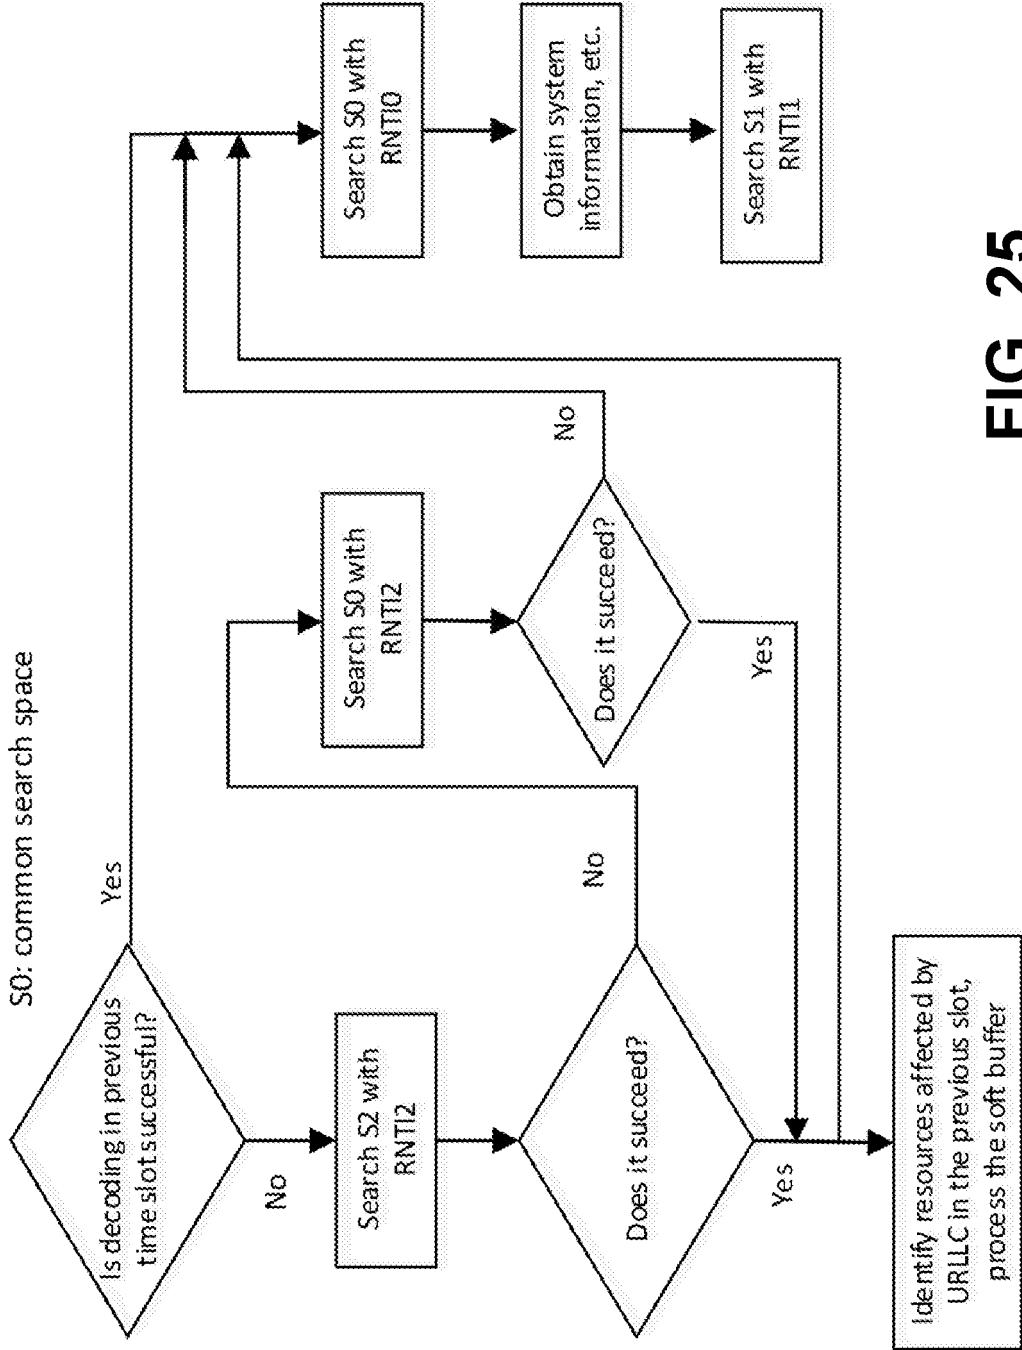 S0: common search space
Is decoding in previous
time slot successful?
Yes
No
Search S2 with
RNTI2
Does it succeed?
No
Yes
Identify resources affected by
URLLC in the previous slot,
process the soft buffer
Search S0 with
RNTI2
Does it succeed?
No
Yes
Search S0 with
RNTI0
Obtain system
information, etc.
Search S1 with
RNTI1
FIG 25